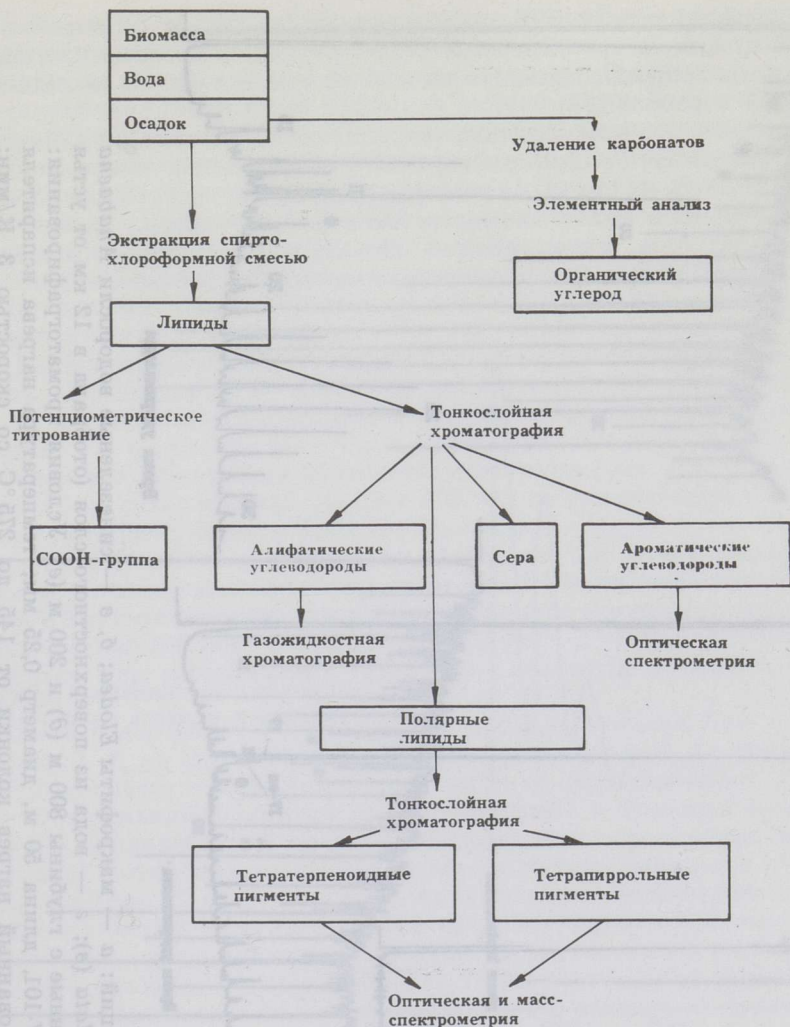 Биомасса
Вода
Осадок
Удаление карбонатов
Элементный анализ
Органический
углерод
Экстракция спирто-
хлороформной смесью
Липиды
Потенциометрическое
титрование
Тонкослойная
хроматография
-СООН-группа
Алифатические
углеводороды
Сера
Ароматические
углеводороды
Газожидкостная
хроматография
Оптическая
спектрометрия
Полярные
липиды
Тонкослойная
хроматография
Тетратерпеноидные
пигменты
Тетрапиррольные
пигменты
Оптическая и масс-
спектрометрия